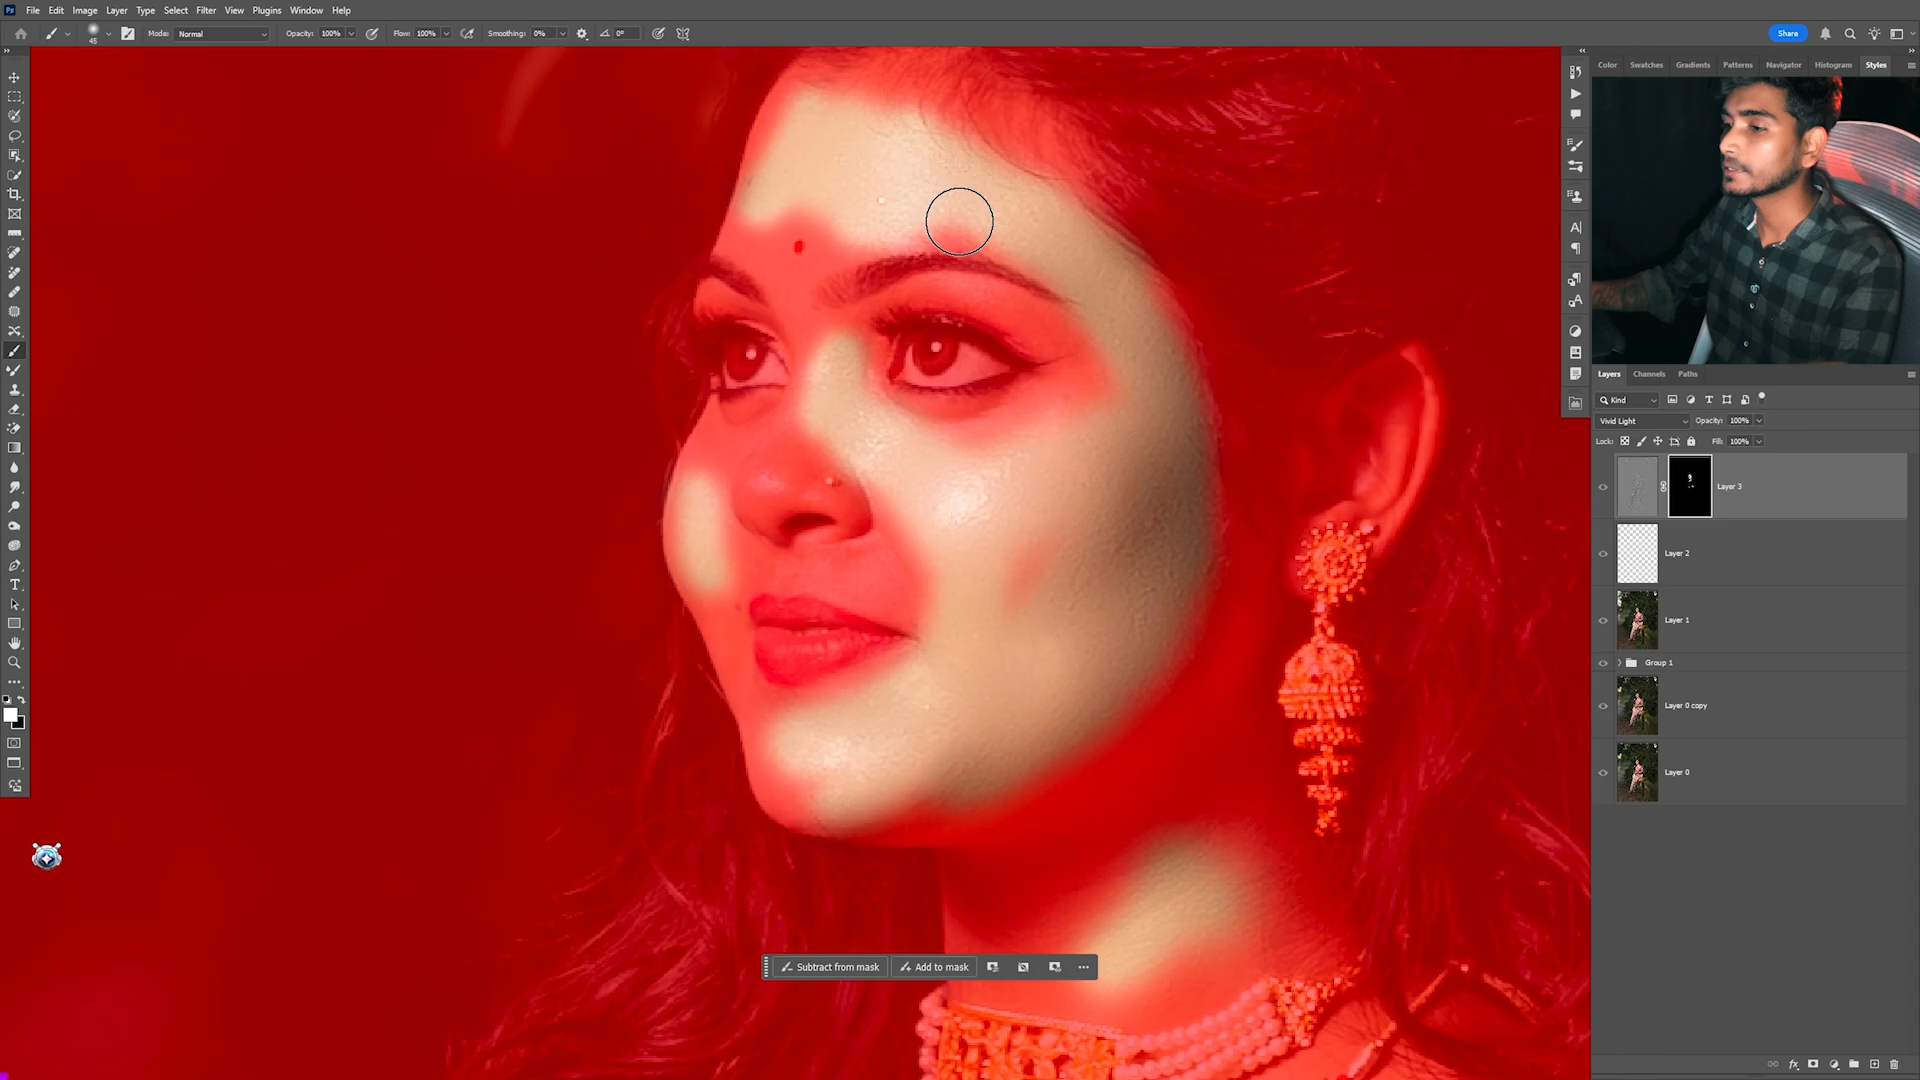 Ps File Edit Image Layer Type Select Filter View Plugins Window Help
45 Mode: Normal Opacity: 100% Flow: 100% Smoothing: 0% 0° Share
Color Swatches Gradients Patterns Navigator Histogram Styles
Layers Channels Paths
Kind
Vivid Light Opacity: 100%
Lock: Fill: 100%
Layer 3
Layer 2
Layer 1
Group 1
Layer 0 copy
Layer 0
Subtract from mask Add to mask